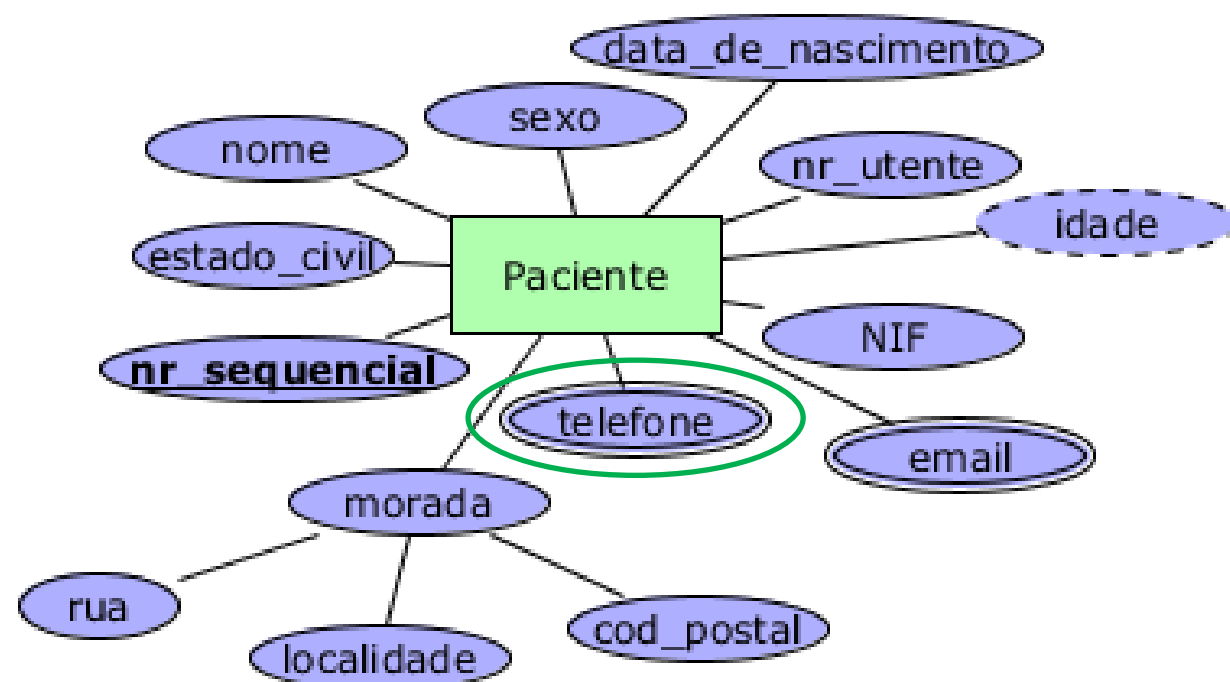 data_de_nascimento
sexo
nome
nr_utente
idade
estado_civil
Paciente
NIF
nr_sequencial
telefone
email
morada
rua
cod_postal
localidade